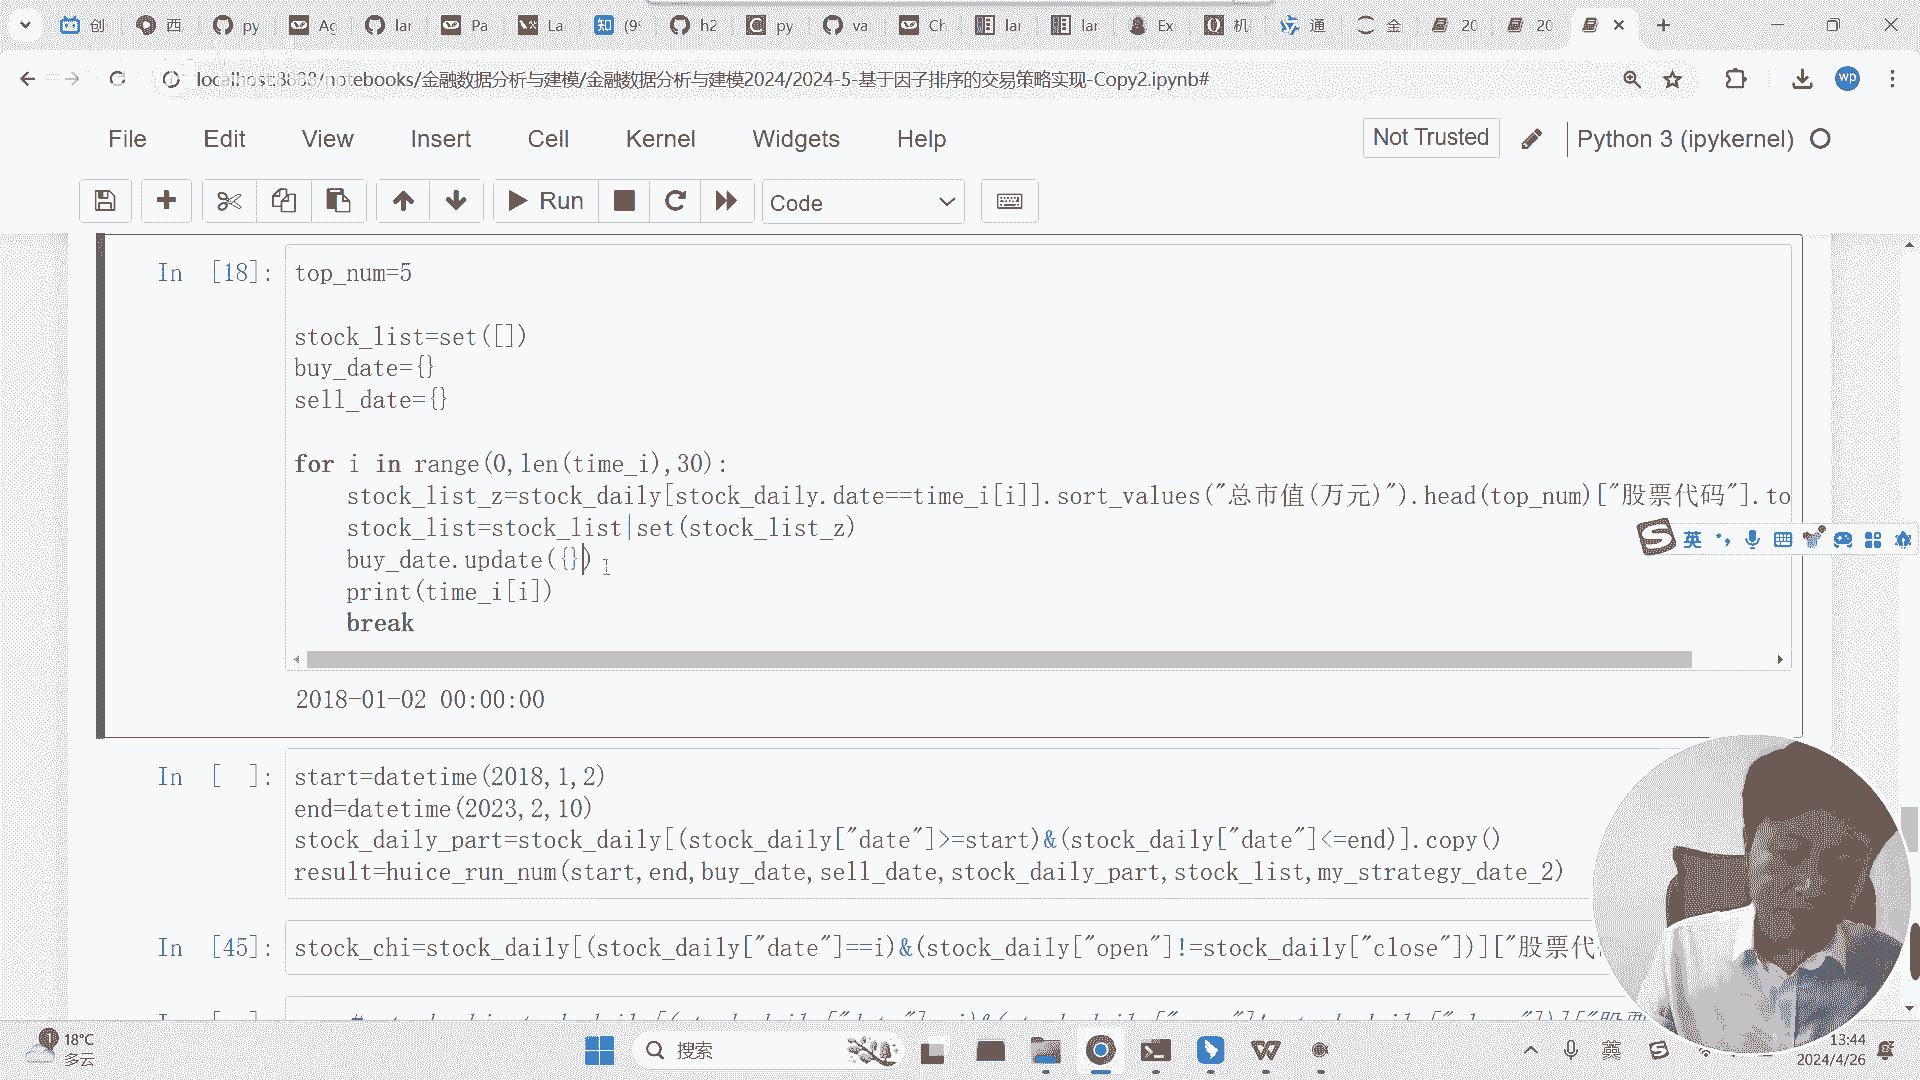 创 西 py Ag lar Pa La (9 h2 py va Ch lar lar Ex 机 通 金 20 20
localhost:8888/notebooks/金融数据分析与建模/金融数据分析与建模2024/2024-5-基于因子排序的交易策略实现-Copy2.ipynb#
wp
File Edit View Insert Cell Kernel Widgets Help
Not Trusted
Python 3 (ipykernel)
Run
Code
In [18]:
top_num=5
stock_list=set([])
buy_date={}
sell_date={}
for i in range(0,len(time_i),30):
stock_list_z=stock_daily[stock_daily.date==time_i[i]].sort_values("总市值(万元)").head(top_num)["股票代码"].to
stock_list=stock_list|set(stock_list_z)
英
buy_date.update({})
print(time_i[i])
break
2018-01-02 00:00:00
In [ ]:
start=datetime(2018,1,2)
end=datetime(2023,2,10)
stock_daily_part=stock_daily[(stock_daily["date"]>=start)&(stock_daily["date"]<=end)].copy()
result=huice_run_num(start,end,buy_date,sell_date,stock_daily_part,stock_list,my_strategy_date_2)
In [45]:
stock_chi=stock_daily[(stock_daily["date"]==i)&(stock_daily["open"]!=stock_daily["close"])]["股票代
18°C
多云
搜索
英
13:44
2024/4/26